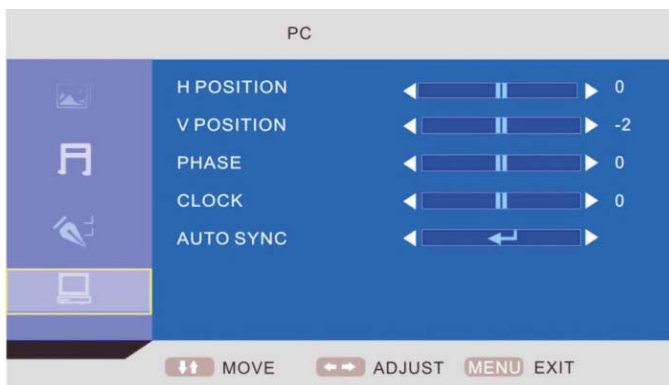 PC
H POSITION 0
V POSITION -2
PHASE 0
CLOCK 0
AUTO SYNC
MOVE ADJUST MENU EXIT